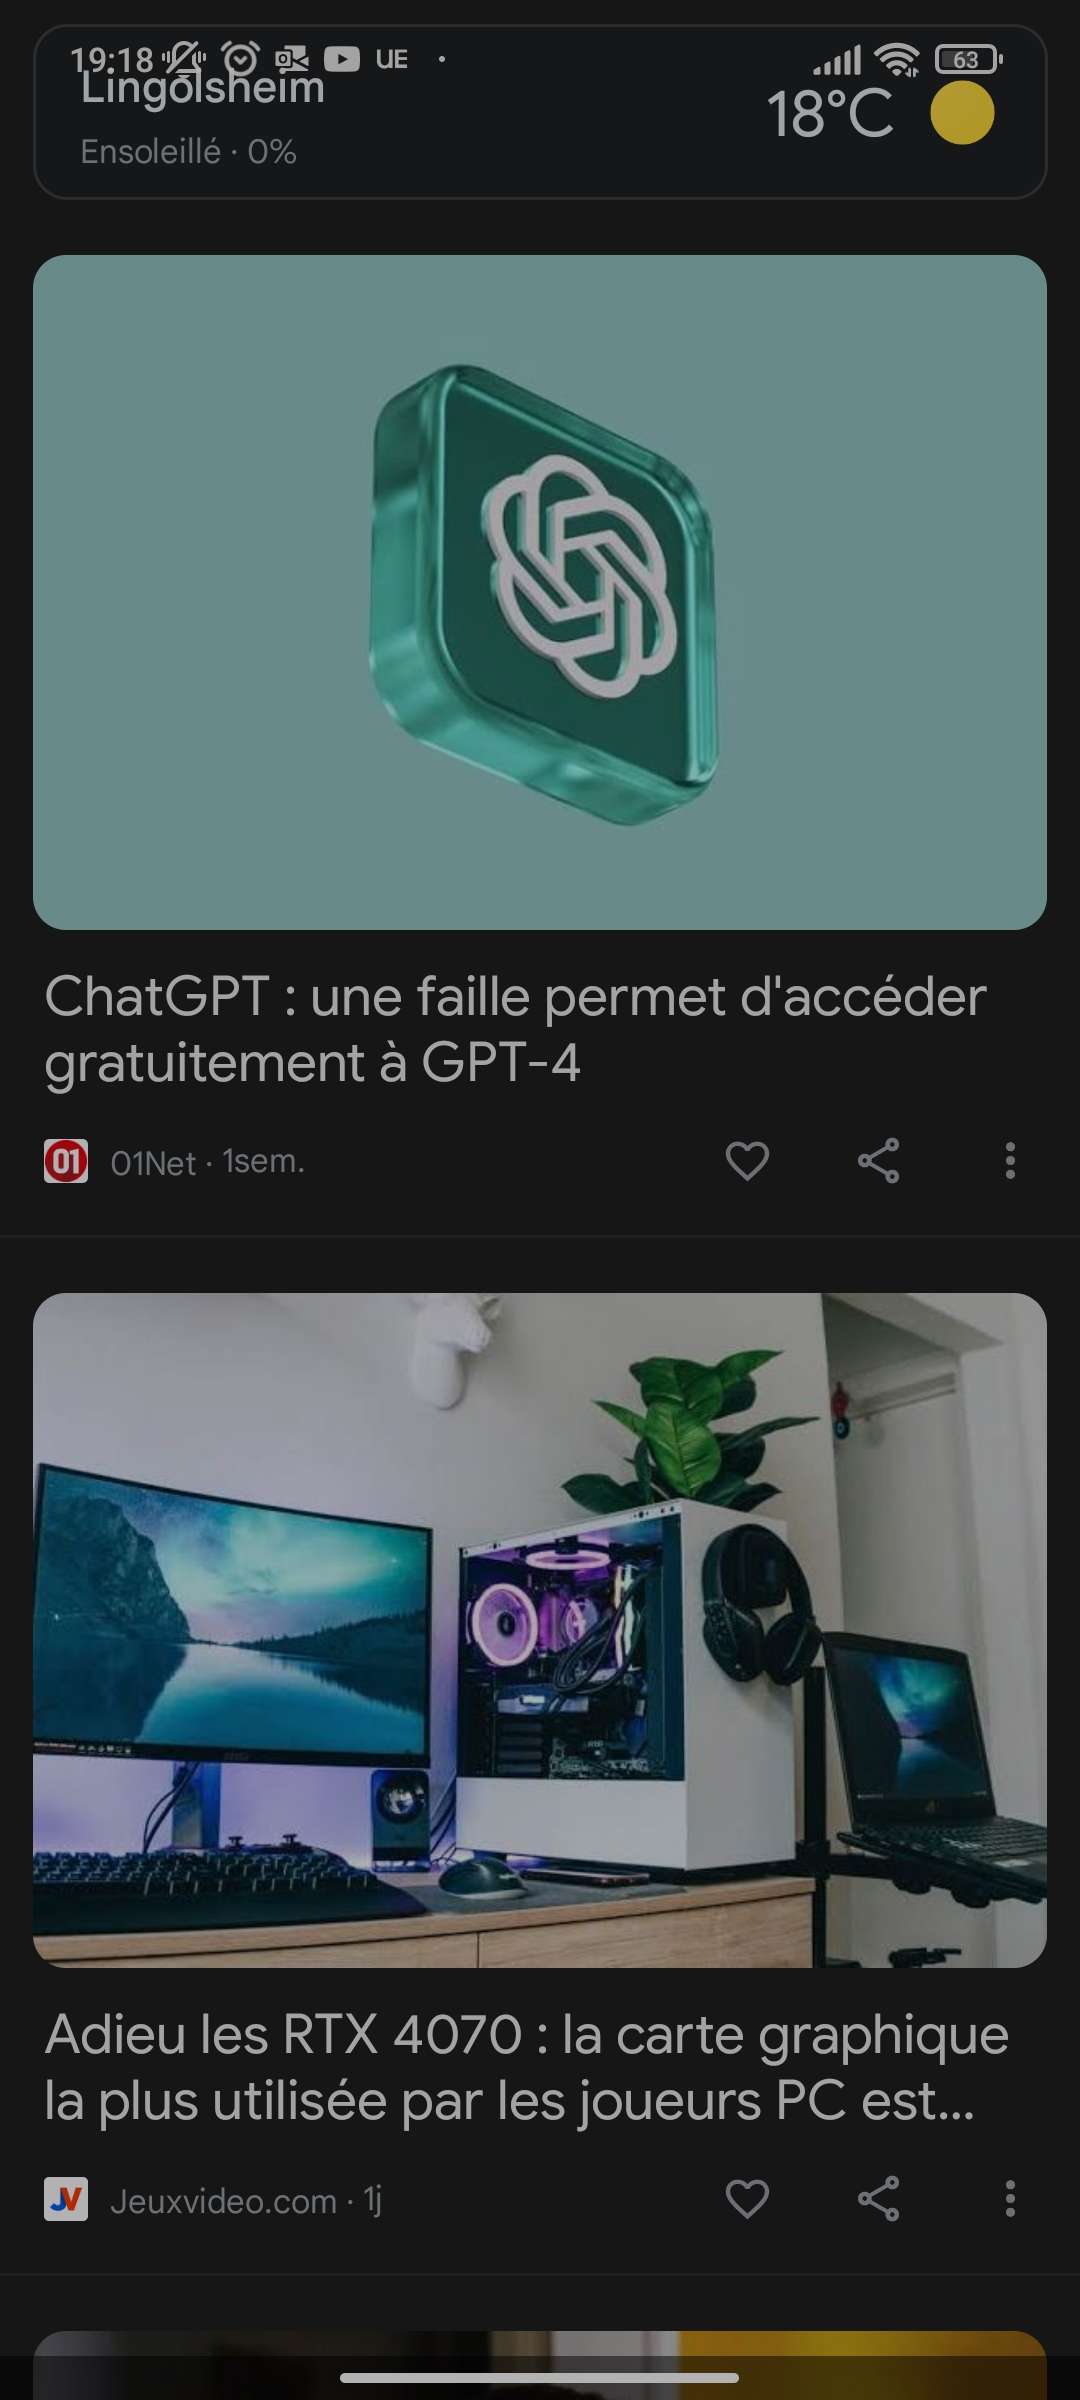 19:18 UE 63
Lingolsheim
18°C
Ensoleillé · 0%
ChatGPT : une faille permet d'accéder
gratuitement à GPT-4
01 01Net · 1sem.
Adieu les RTX 4070 : la carte graphique
la plus utilisée par les joueurs PC est...
JV Jeuxvideo.com · 1j